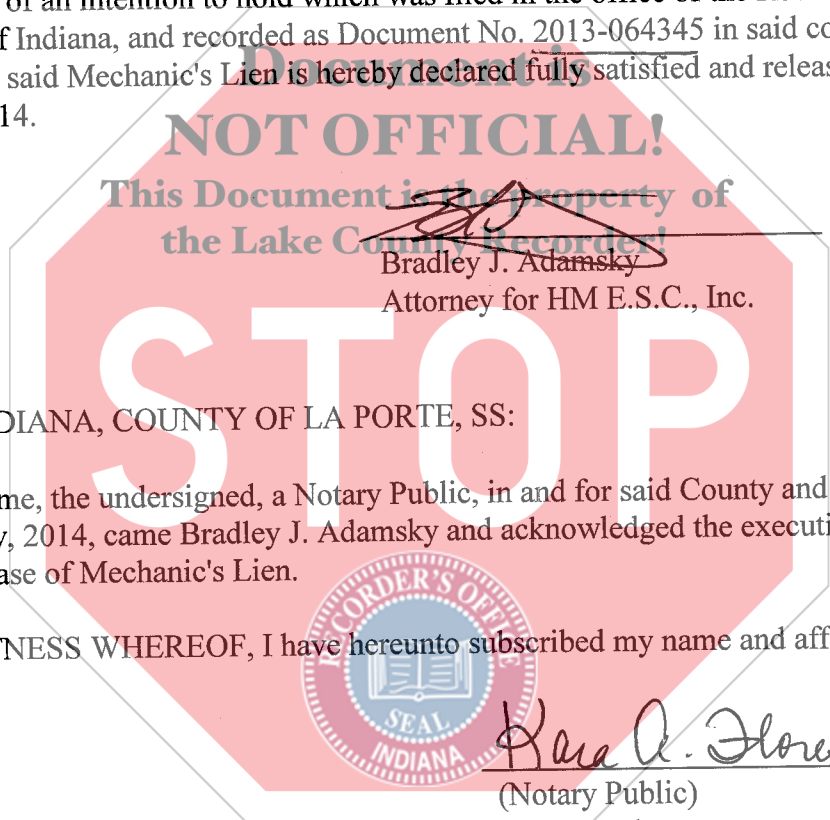 of an intention to hold which was filed in the office of the
f Indiana, and recorded as Document No. 2013-064345 in said co
said Mechanic's Lien is hereby declared fully satisfied and releas
14.
Document is
NOT OFFICIAL!
This Document is the property of
the Lake County Recorder!
Bradley J. Adamsky
Attorney for HM E.S.C., Inc.
STOP
DIANA, COUNTY OF LA PORTE, SS:
me, the undersigned, a Notary Public, in and for said County and
y, 2014, came Bradley J. Adamsky and acknowledged the executi
ase of Mechanic's Lien.
TNESS WHEREOF, I have hereunto subscribed my name and aff
RECORDER'S OFFICE
SEAL
INDIANA
Kara A. Flore
(Notary Public)